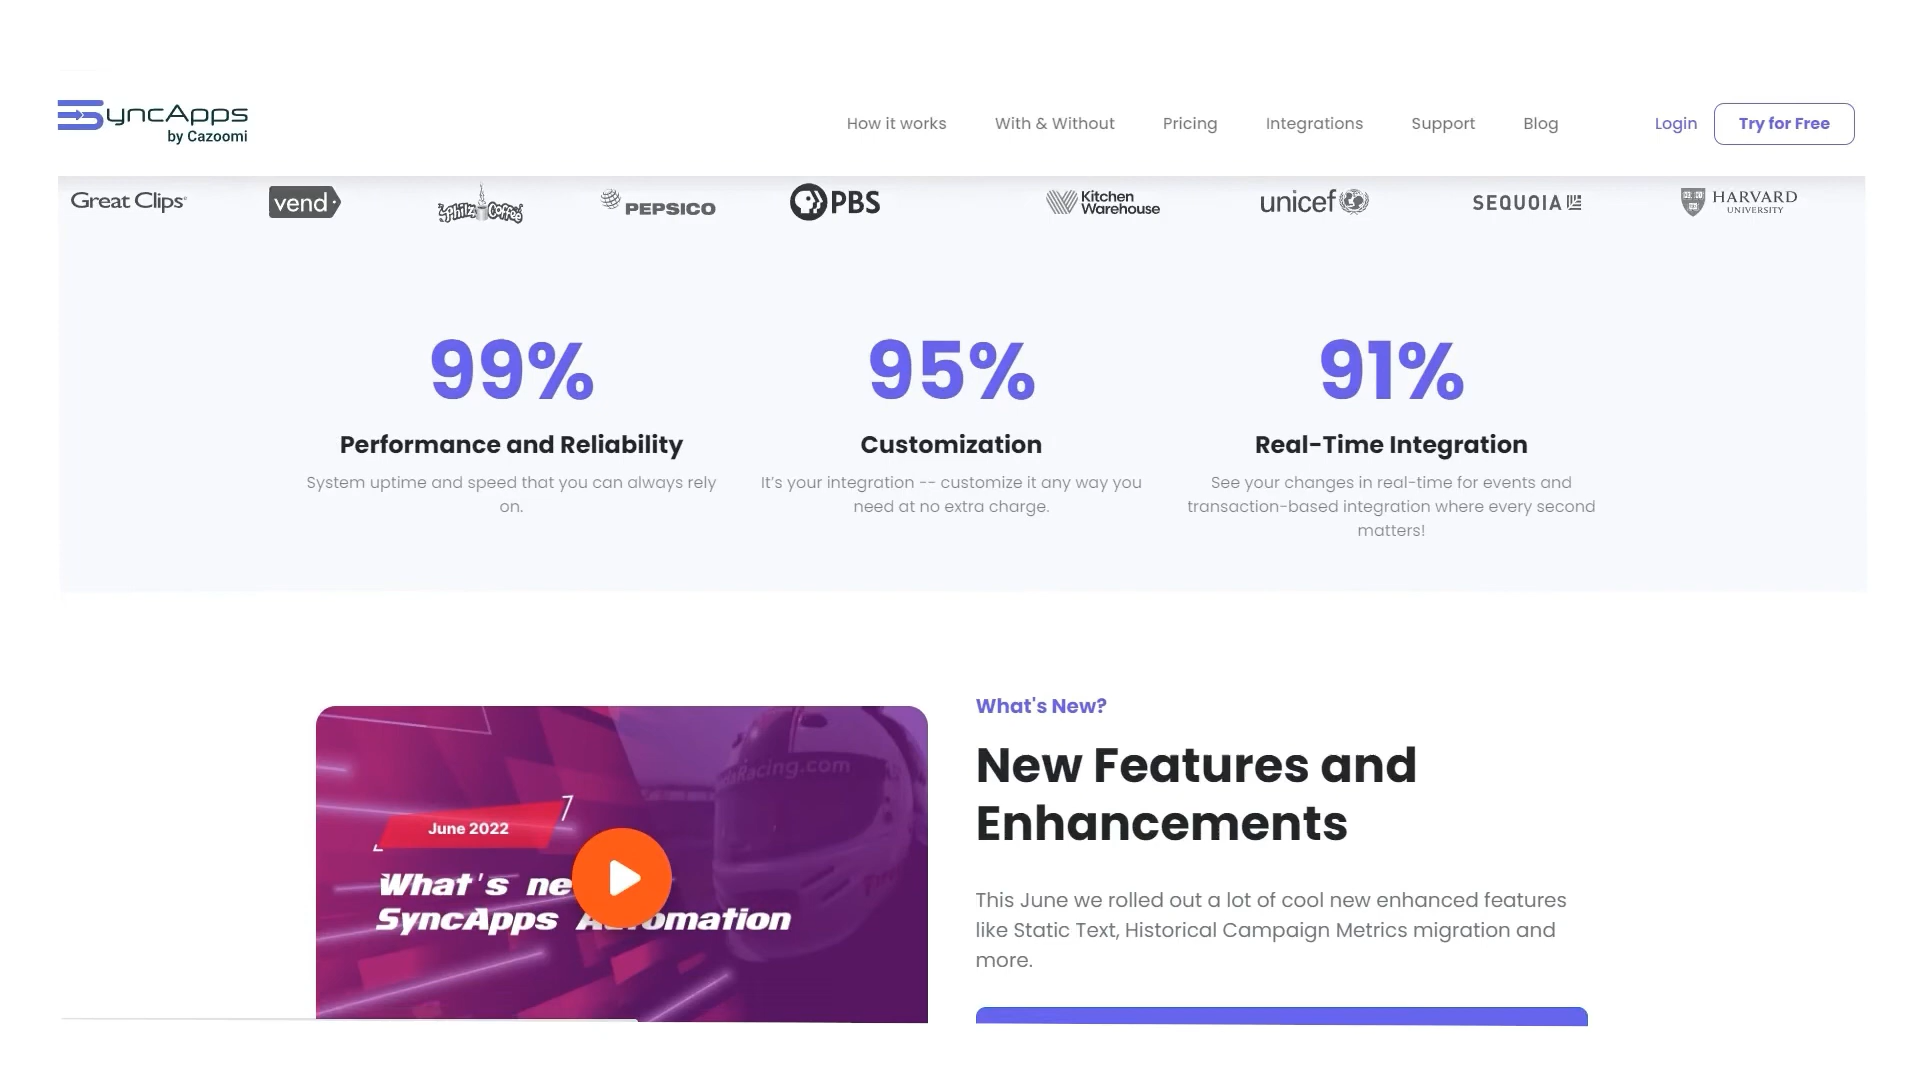 SyncApps
by Cazoomi
How it works
With & Without
Pricing
Integrations
Support
Blog
Login
Try for Free
Great Clips
vend
Philz Coffee
PEPSICO
PBS
Kitchen
Warehouse
unicef
SEQUOIA
HARVARD
UNIVERSITY
99%
Performance and Reliability
System uptime and speed that you can always rely
on.
95%
Customization
It's your integration -- customize it any way you
need at no extra charge.
91%
Real-Time Integration
See your changes in real-time for events and
transaction-based integration where every second
matters!
Racing.com
June 2022
What's ne
SyncApps Automation
What's New?
New Features and
Enhancements
This June we rolled out a lot of cool new enhanced features
like Static Text, Historical Campaign Metrics migration and
more.